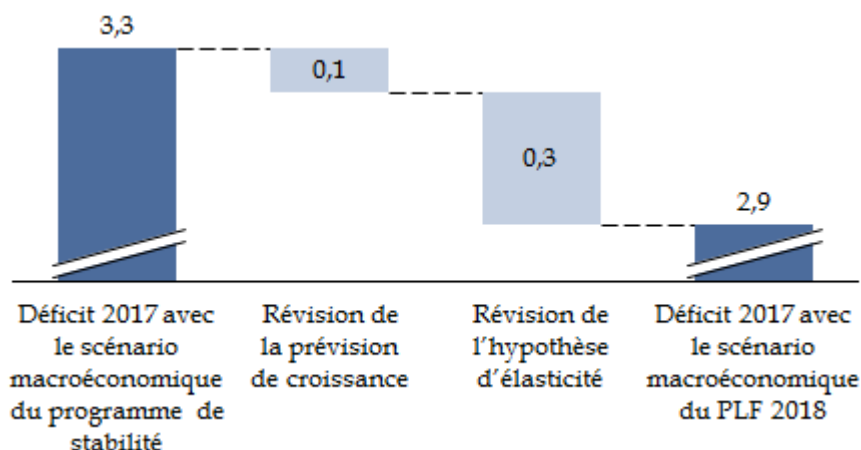 3,3
0,1
0,3
2,9
Déficit 2017 avec
le scénario
macroéconomique
du programme de
stabilité
Révision de
la prévision
de croissance
Révision de
l'hypothèse
d'élasticité
Déficit 2017 avec
le scénario
macroéconomique
du PLF 2018